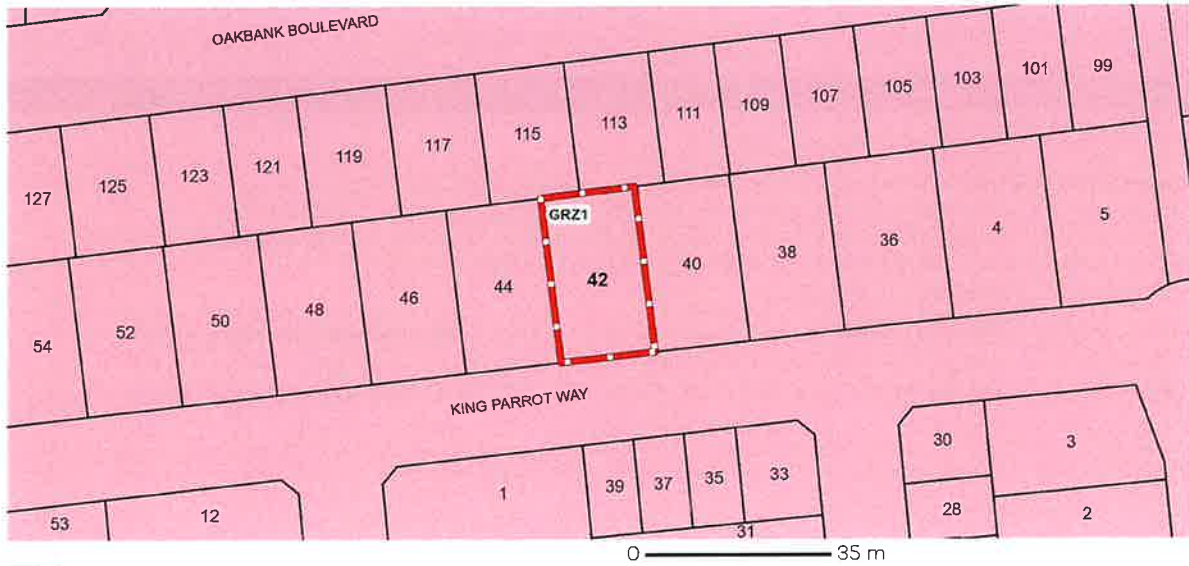 OAKBANK BOULEVARD
127 125 123 121 119 117 115 113 111 109 107 105 103 101 99
GRZ1
54 52 50 48 46 44 42 40 38 36 4 5
KING PARROT WAY
53 12 1 39 37 35 33 30 3
31 28 2
0 35 m